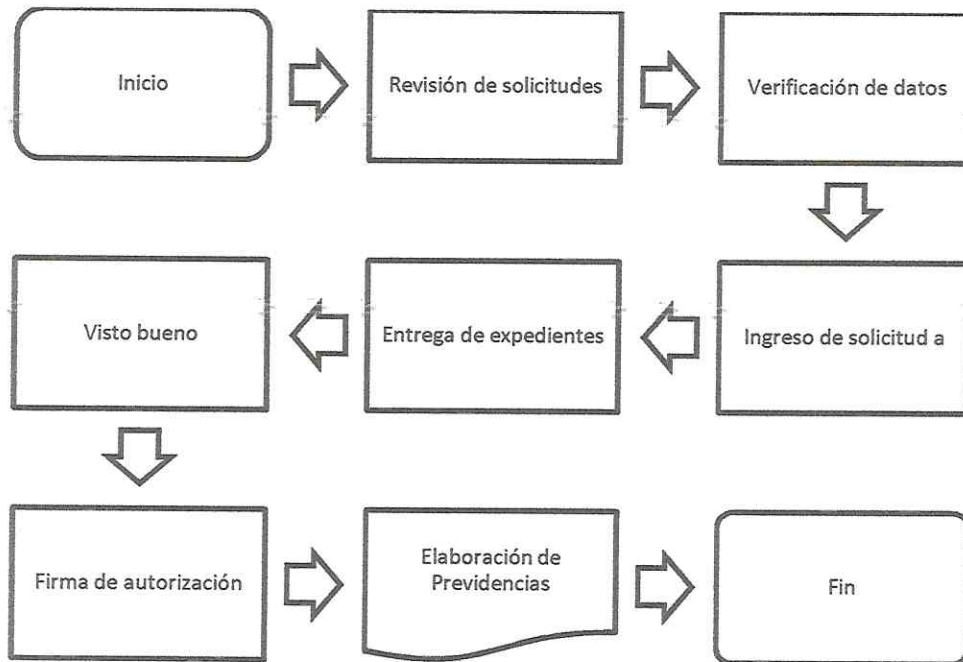 Inicio
Revisión de solicitudes
Verificación de datos
Ingreso de solicitud a
Entrega de expedientes
Visto bueno
Firma de autorización
Elaboración de
Previdencias
Fin